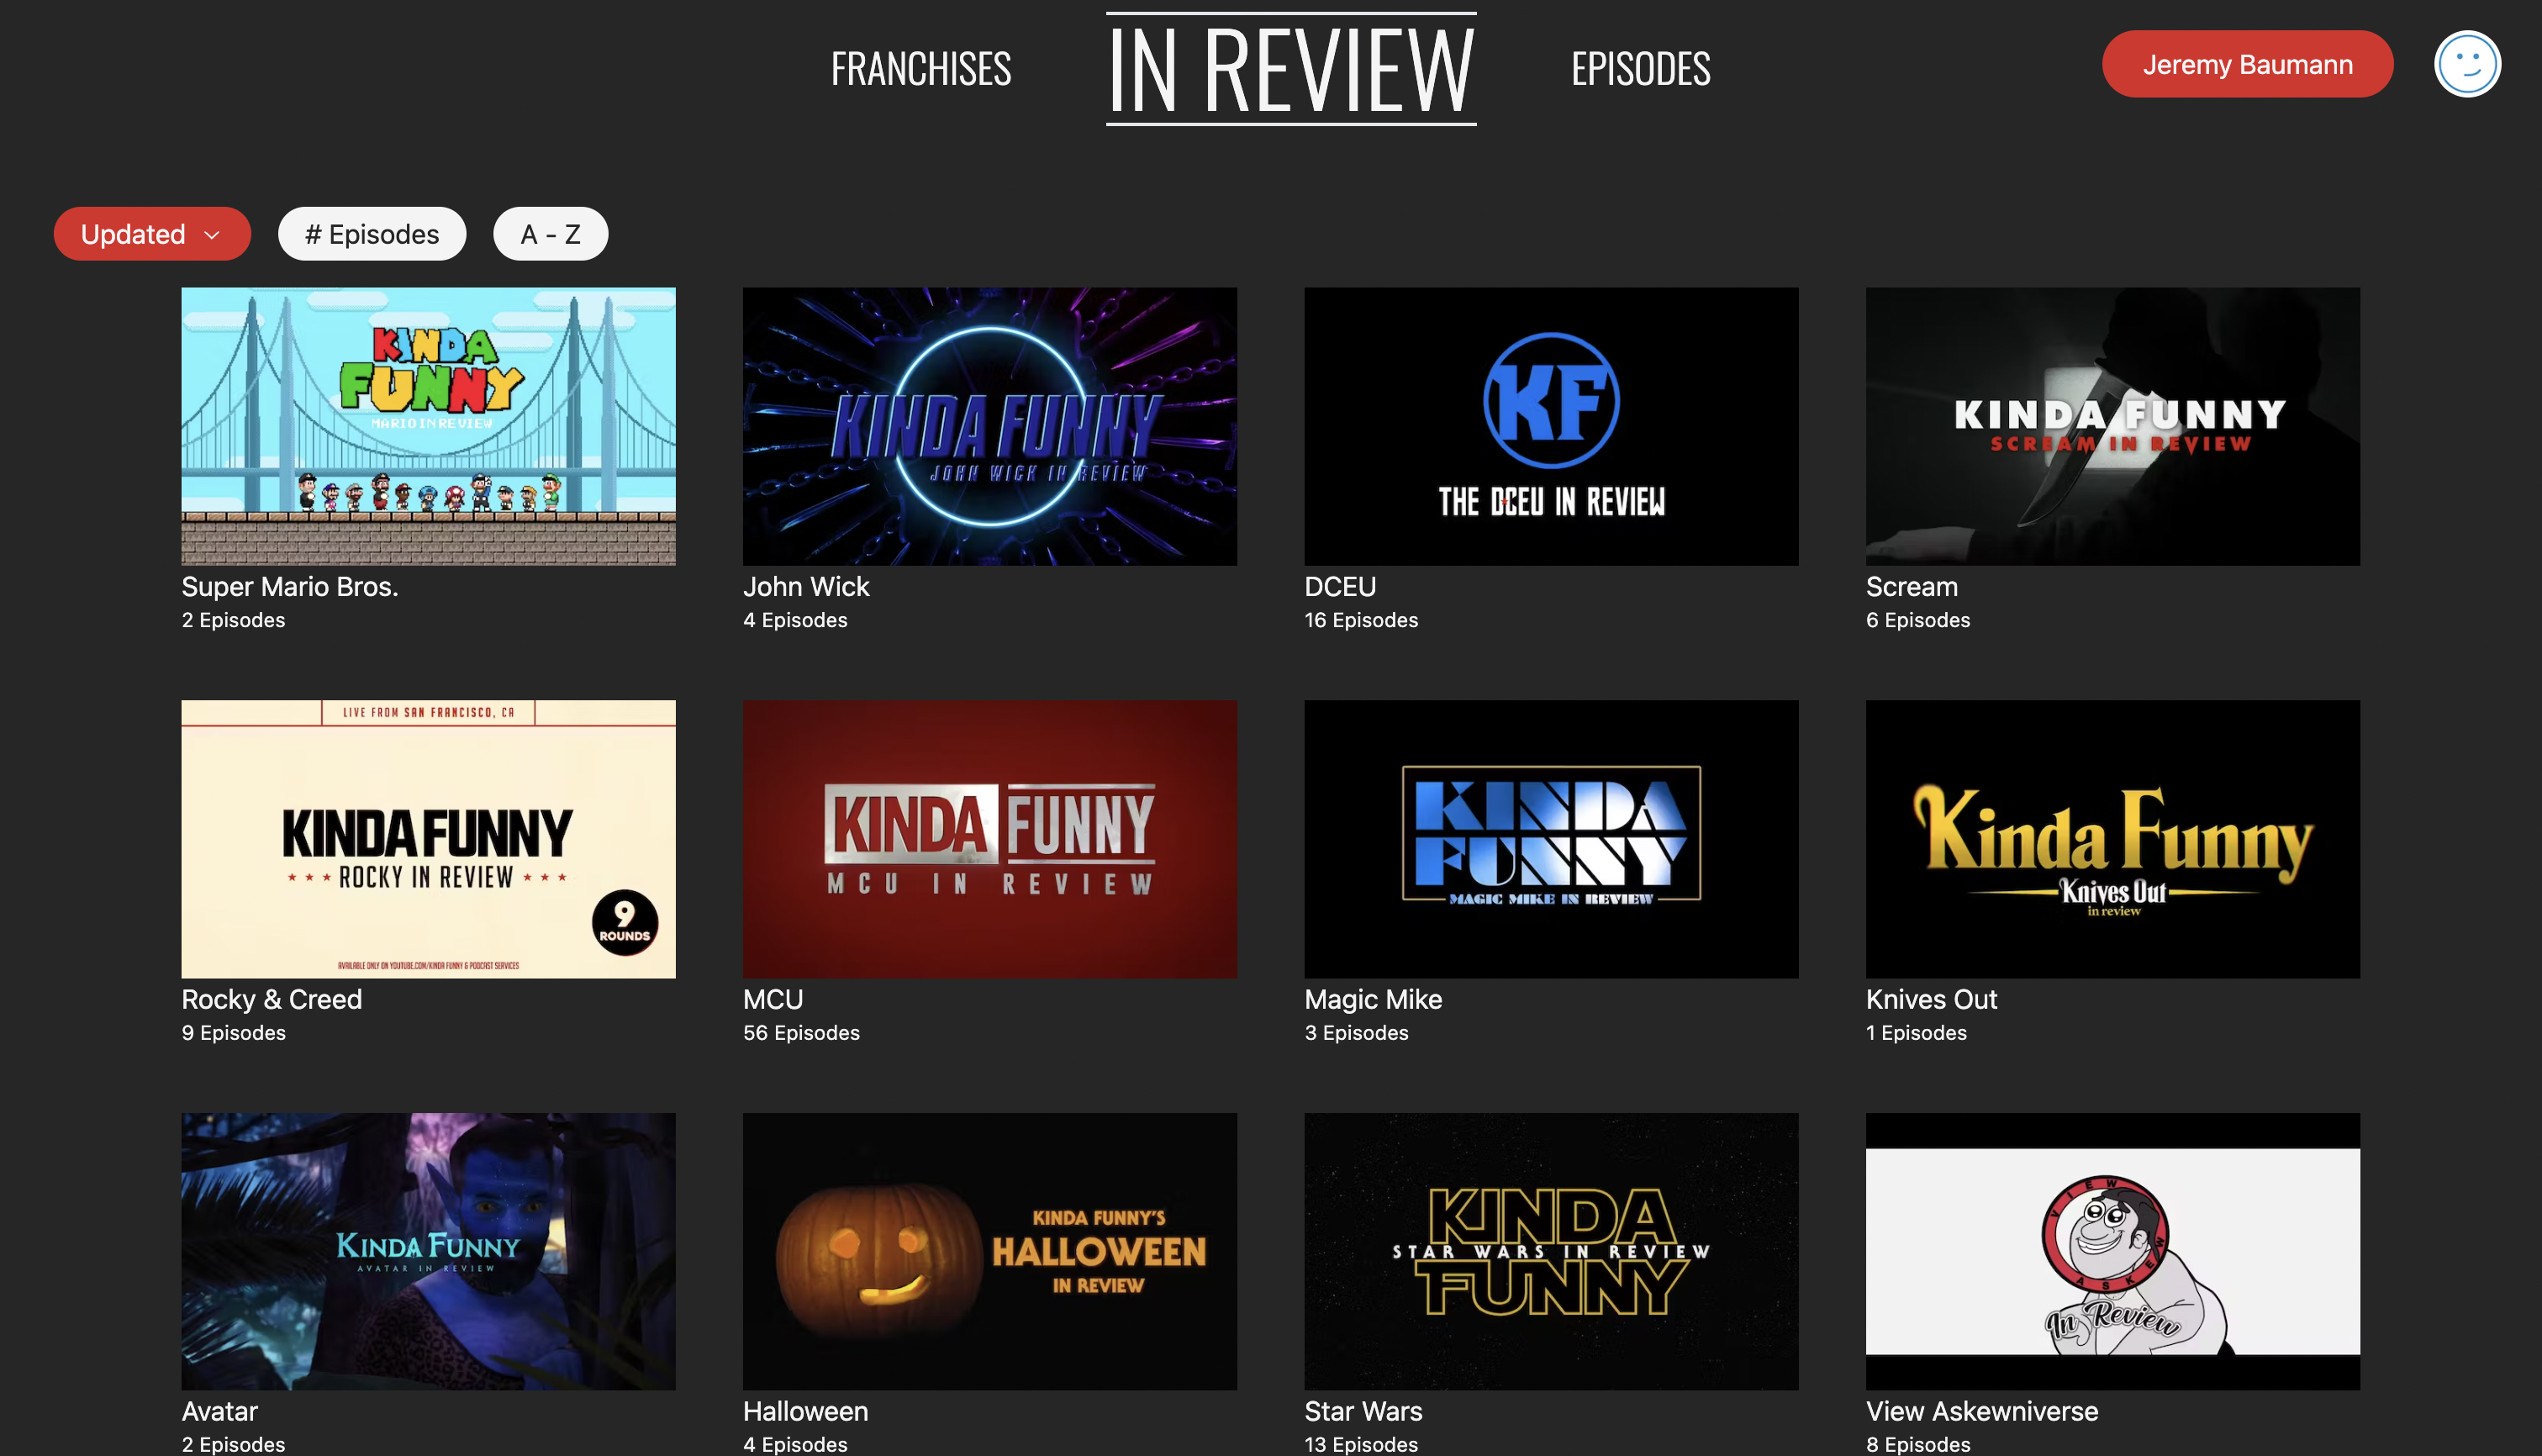 FRANCHISES
IN REVIEW
EPISODES
Jeremy Baumann
Updated
# Episodes
A - Z
KINDA
FUNNY
MARIO IN REVIEW
Super Mario Bros.
2 Episodes
KINDA FUNNY
JOHN WICK IN REVIEW
John Wick
4 Episodes
KF
THE DCEU IN REVIEW
DCEU
16 Episodes
KINDA FUNNY
SCREAM IN REVIEW
Scream
6 Episodes
LIVE FROM SAN FRANCISCO, CA
KINDA FUNNY
ROCKY IN REVIEW
9
ROUNDS
AVAILABLE ONLY ON YOUTUBE.COM/KINDA FUNNY & PODCAST SERVICES
Rocky & Creed
9 Episodes
KINDA FUNNY
MCU IN REVIEW
MCU
56 Episodes
KINDA
FUNNY
MAGIC MIKE IN REVIEW
Magic Mike
3 Episodes
Kinda Funny
Knives Out
in review
Knives Out
1 Episodes
KINDA FUNNY
AVATAR IN REVIEW
Avatar
2 Episodes
KINDA FUNNY'S
HALLOWEEN
IN REVIEW
Halloween
4 Episodes
KINDA
STAR WARS IN REVIEW
FUNNY
Star Wars
13 Episodes
VIEW ASKEW
In Review
View Askewniverse
8 Episodes